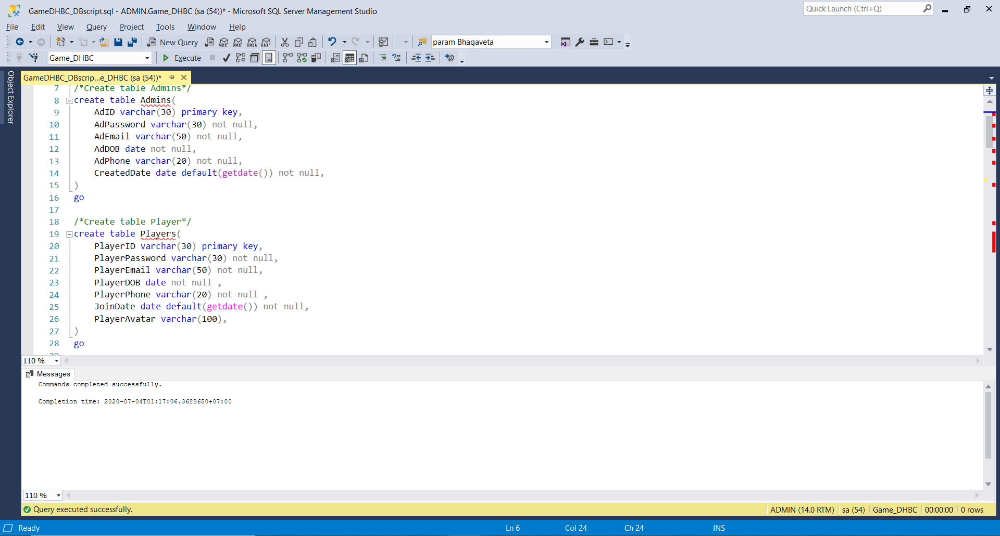 GameDHBC_DBscript.sql - ADMIN.Game_DHBC (sa (54))* - Microsoft SQL Server Management Studio
Quick Launch (Ctrl+Q)
File Edit View Query Project Tools Window Help
New Query
MDX DMX XMLA DAX
param Bhagaveta
Game_DHBC
Execute
Object Explorer
GameDHBC_DBscrip...e_DHBC (sa (54))*
7 /*Create table Admins*/
8 create table Admins(
9 AdID varchar(30) primary key,
10 AdPassword varchar(30) not null,
11 AdEmail varchar(50) not null,
12 AdDOB date not null,
13 AdPhone varchar(20) not null,
14 CreatedDate date default(getdate()) not null,
15 )
16 go
17
18 /*Create table Player*/
19 create table Players(
20 PlayerID varchar(30) primary key,
21 PlayerPassword varchar(30) not null,
22 PlayerEmail varchar(50) not null,
23 PlayerDOB date not null ,
24 PlayerPhone varchar(20) not null ,
25 JoinDate date default(getdate()) not null,
26 PlayerAvatar varchar(100),
27 )
28 go
110 %
Messages
Commands completed successfully.
Completion time: 2020-07-04T01:17:06.3688650+07:00
110 %
Query executed successfully.
ADMIN (14.0 RTM) sa (54) Game_DHBC 00:00:00 0 rows
Ready Ln 6 Col 24 Ch 24 INS